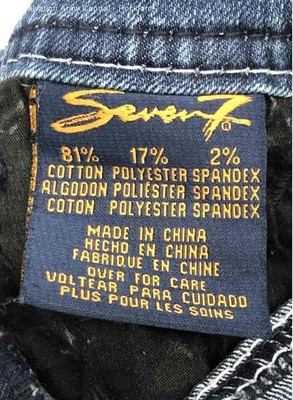 Seven7
81% 17% 2%
COTTON POLYESTER SPANDEX
ALGODON POLIÉSTER SPANDEX
COTON POLYESTER SPANDEX
MADE IN CHINA
HECHO EN CHINA
FABRIQUE EN CHINE
OVER FOR CARE
VOLTEAR PARA CUIDADO
PLUS POUR LES SOINS